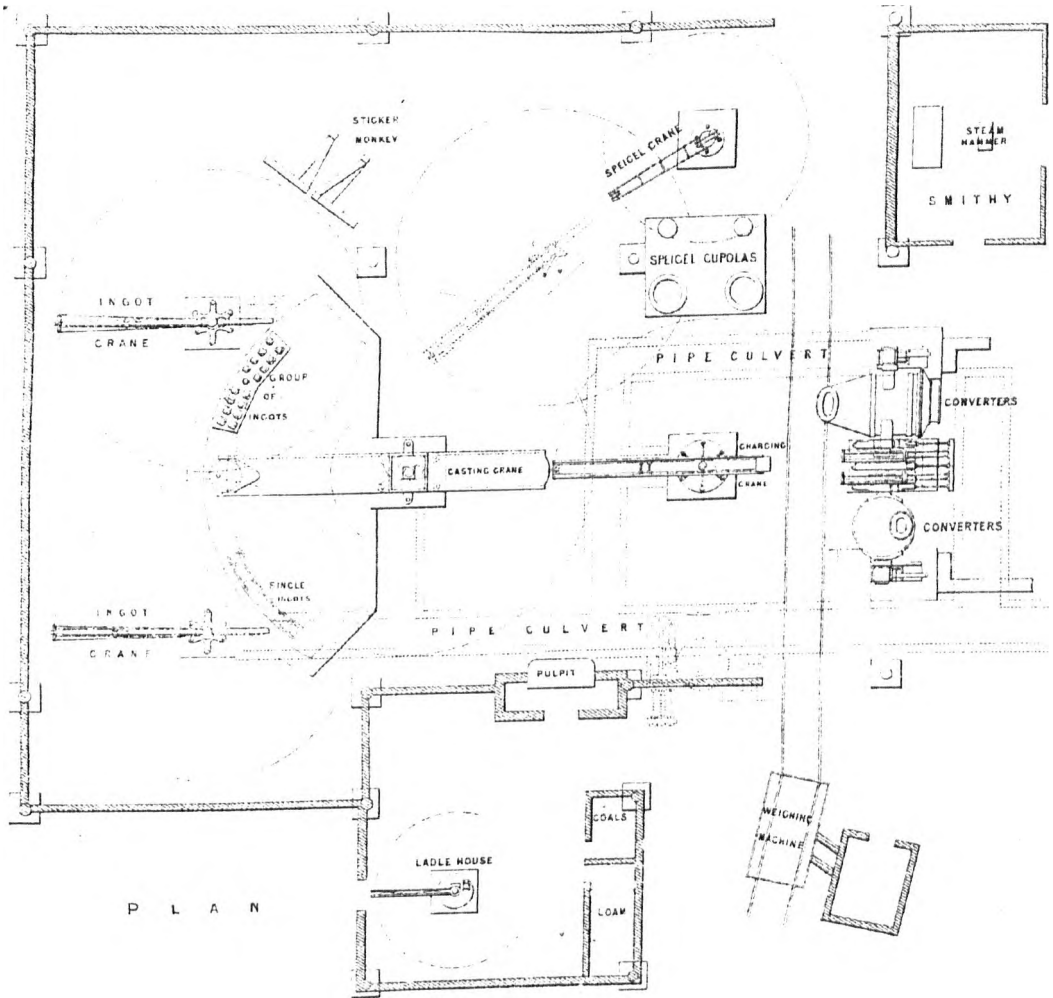 STICKER
MONKEY
SPEIGEL CRANE
STEAM
HAMMER
SMITHY
SPEIGEL CUPOLAS
INGOT
CRANE
PIPE CULVERT
GROUP
OF
INGOTS
CONVERTERS
CHARGING
CRANE
CASTING CRANE
CONVERTERS
SINGLE
INGOTS
INGOT
CRANE
PIPE CULVERT
PULPIT
COALS
WEIGHING
MACHINE
LADLE HOUSE
LOAM
PLAN